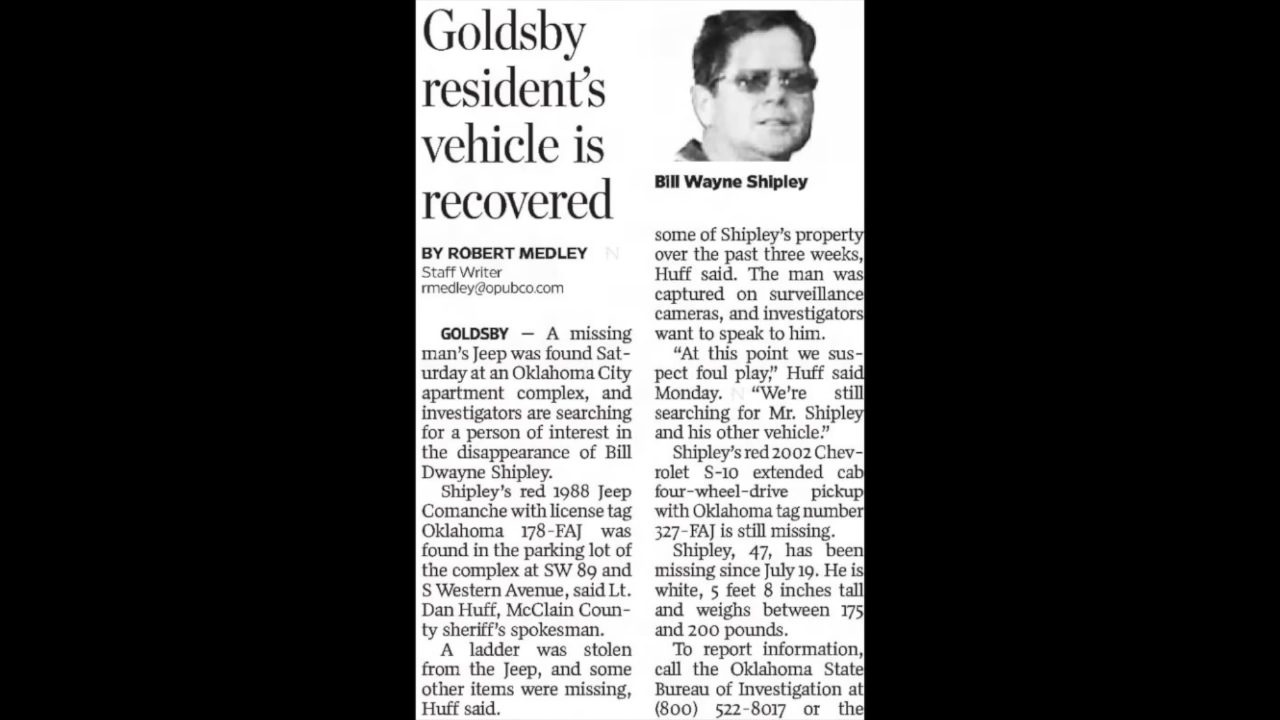 Goldsby
resident's
vehicle is
recovered
BY ROBERT MEDLEY
Staff Writer
rmedley@opubco.com
GOLDSBY — A missing
man's Jeep was found Sat-
urday at an Oklahoma City
apartment complex, and
investigators are searching
for a person of interest in
the disappearance of Bill
Dwayne Shipley.
Shipley's red 1988 Jeep
Comanche with license tag
Oklahoma 178-FAJ was
found in the parking lot of
the complex at SW 89 and
S Western Avenue, said Lt.
Dan Huff, McClain Coun-
ty sheriff's spokesman.
A ladder was stolen
from the Jeep, and some
other items were missing,
Huff said.
Bill Wayne Shipley
some of Shipley's property
over the past three weeks,
Huff said. The man was
captured on surveillance
cameras, and investigators
want to speak to him.
“At this point we sus-
pect foul play,” Huff said
Monday. “We're still
searching for Mr. Shipley
and his other vehicle.”
Shipley's red 2002 Chev-
rolet S-10 extended cab
four-wheel-drive pickup
with Oklahoma tag number
327-FAJ is still missing.
Shipley, 47, has been
missing since July 19. He is
white, 5 feet 8 inches tall
and weighs between 175
and 200 pounds.
To report information,
call the Oklahoma State
Bureau of Investigation at
(800) 522-8017 or the